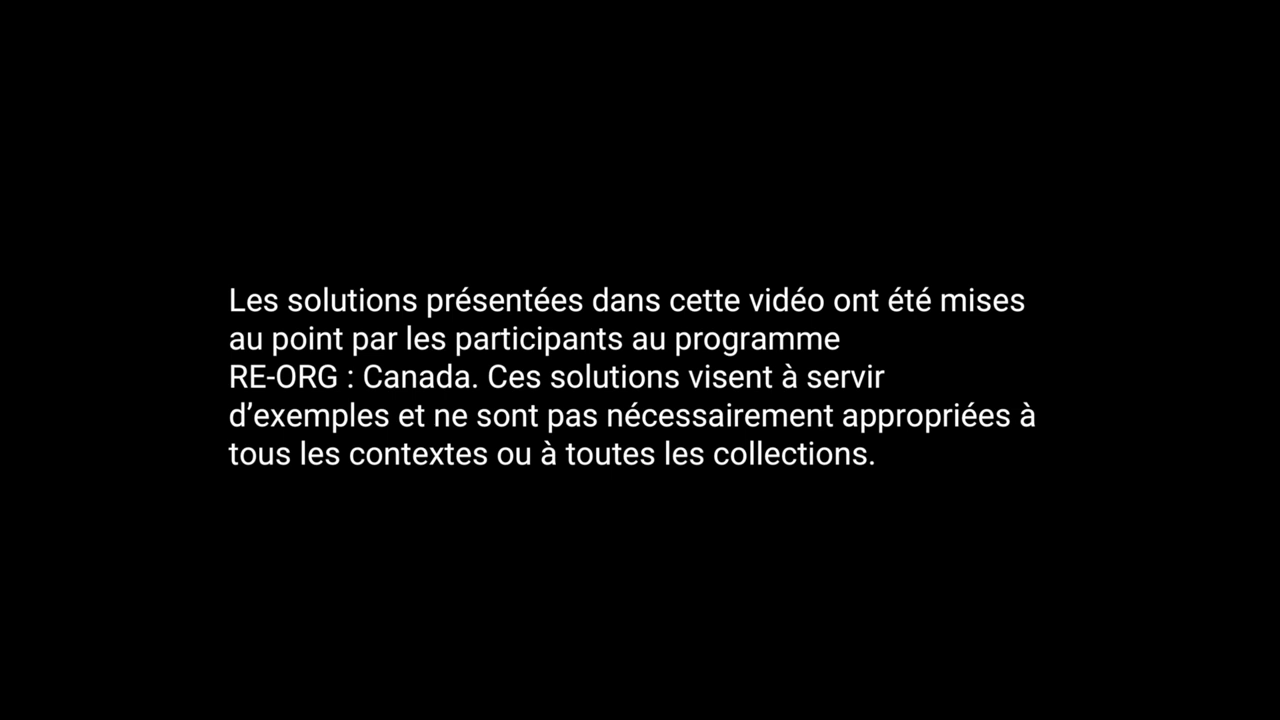 Les solutions présentées dans cette vidéo ont été mises
au point par les participants au programme
RE-ORG : Canada. Ces solutions visent à servir
d’exemples et ne sont pas nécessairement appropriées à
tous les contextes ou à toutes les collections.